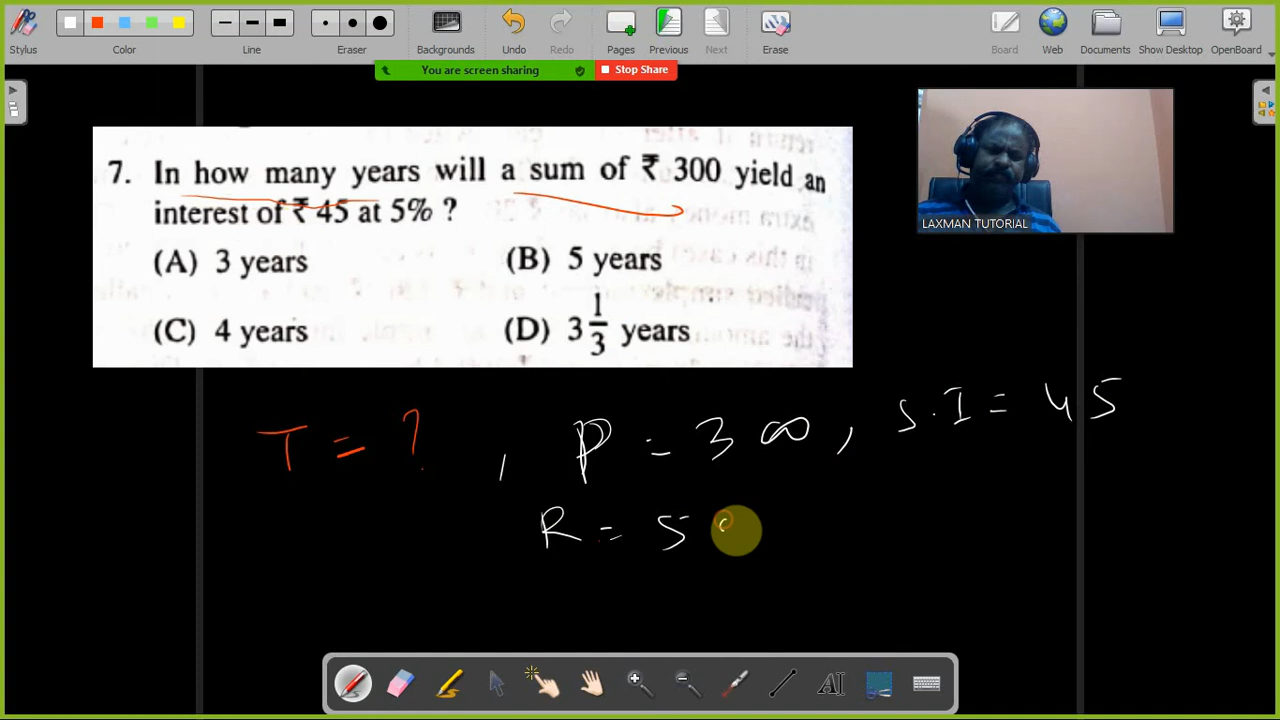 Stylus Color Line Eraser Backgrounds Undo Redo Pages Previous Next Erase Board Web Documents Show Desktop OpenBoard
You are screen sharing Stop Share
7. In how many years will a sum of ₹ 300 yield an
interest of ₹ 45 at 5% ?
(A) 3 years (B) 5 years
(C) 4 years (D) 3 1/3 years
LAXMAN TUTORIAL
T = ? , P = 300 , S.I = 45
R = 5